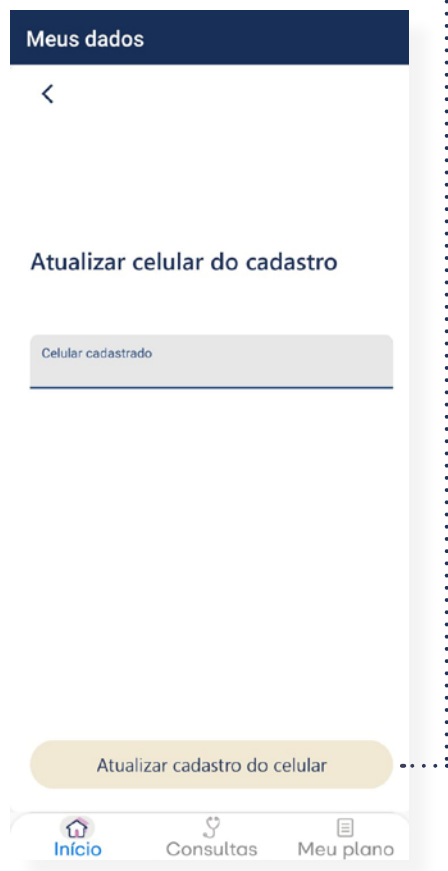 Meus dados
Atualizar celular do cadastro
Celular cadastrado
Atualizar cadastro do celular
Início Consultas Meu plano